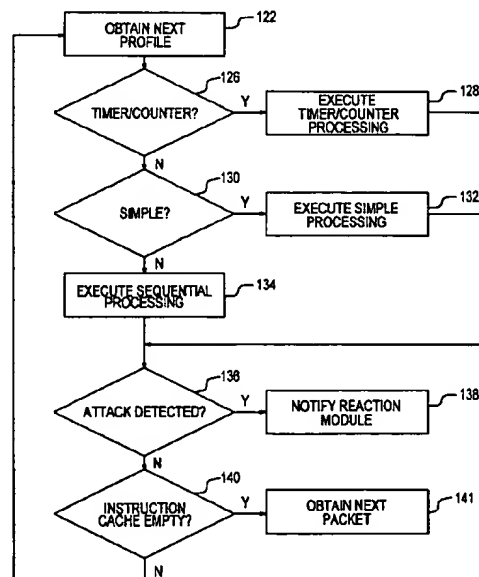 OBTAIN NEXT
PROFILE
122
126
TIMER/COUNTER?
Y
EXECUTE
TIMER/COUNTER
PROCESSING
128
N
130
SIMPLE?
Y
EXECUTE SIMPLE
PROCESSING
132
N
EXECUTE SEQUENTIAL
PROCESSING
134
136
ATTACK DETECTED?
Y
NOTIFY REACTION
MODULE
138
N
140
INSTRUCTION
CACHE EMPTY?
Y
OBTAIN NEXT
PACKET
141
N